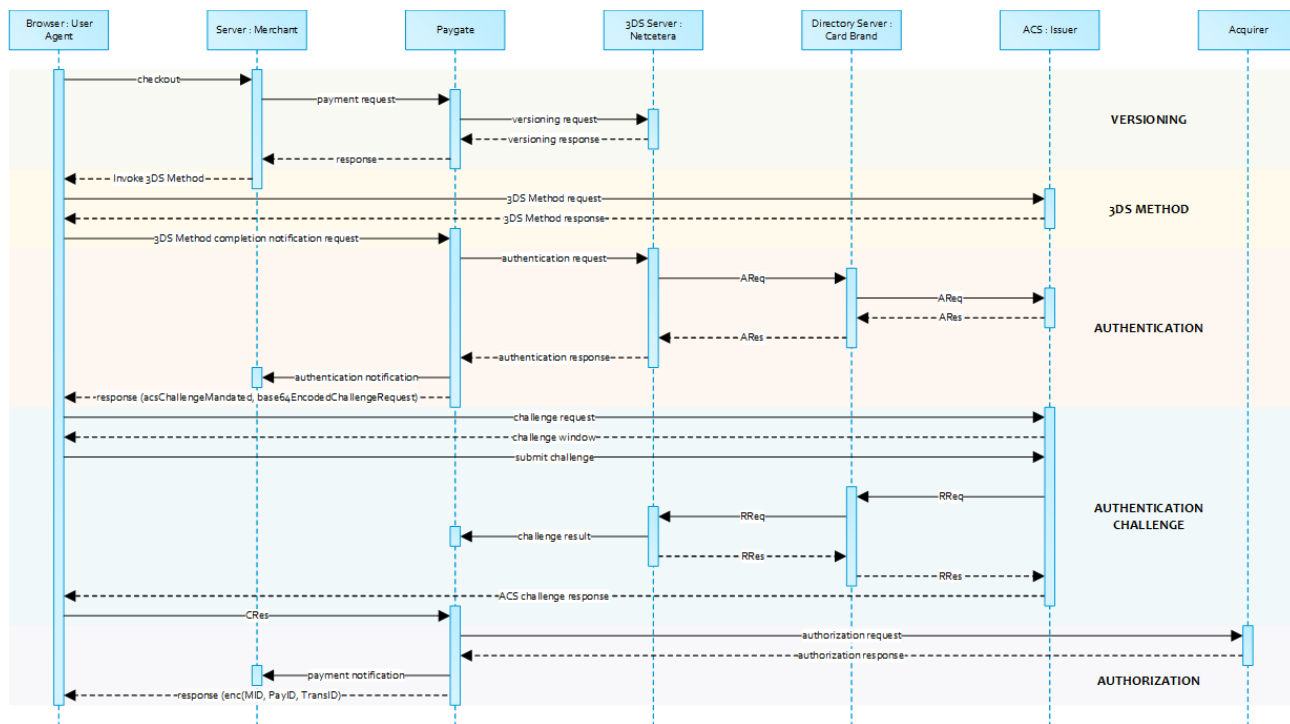 Browser : User
Agent
Server : Merchant
Paygate
3DS Server :
Netcetera
Directory Server :
Card Brand
ACS : Issuer
Acquirer
checkout
payment request
versioning request
VERSIONING
versioning response
response
Invoke 3DS Method
3DS Method request
3DS METHOD
3DS Method response
3DS Method completion notification request
authentication request
AReq
AReq
ARes
AUTHENTICATION
ARes
authentication response
authentication notification
response (acsChallengeMandated, base64EncodedChallengeRequest)
challenge request
challenge window
submit challenge
RReq
AUTHENTICATION
CHALLENGE
RReq
challenge result
RRes
RRes
ACS challenge response
CRes
authorization request
authorization response
payment notification
AUTHORIZATION
response (enc(MID, PayID, TransID)